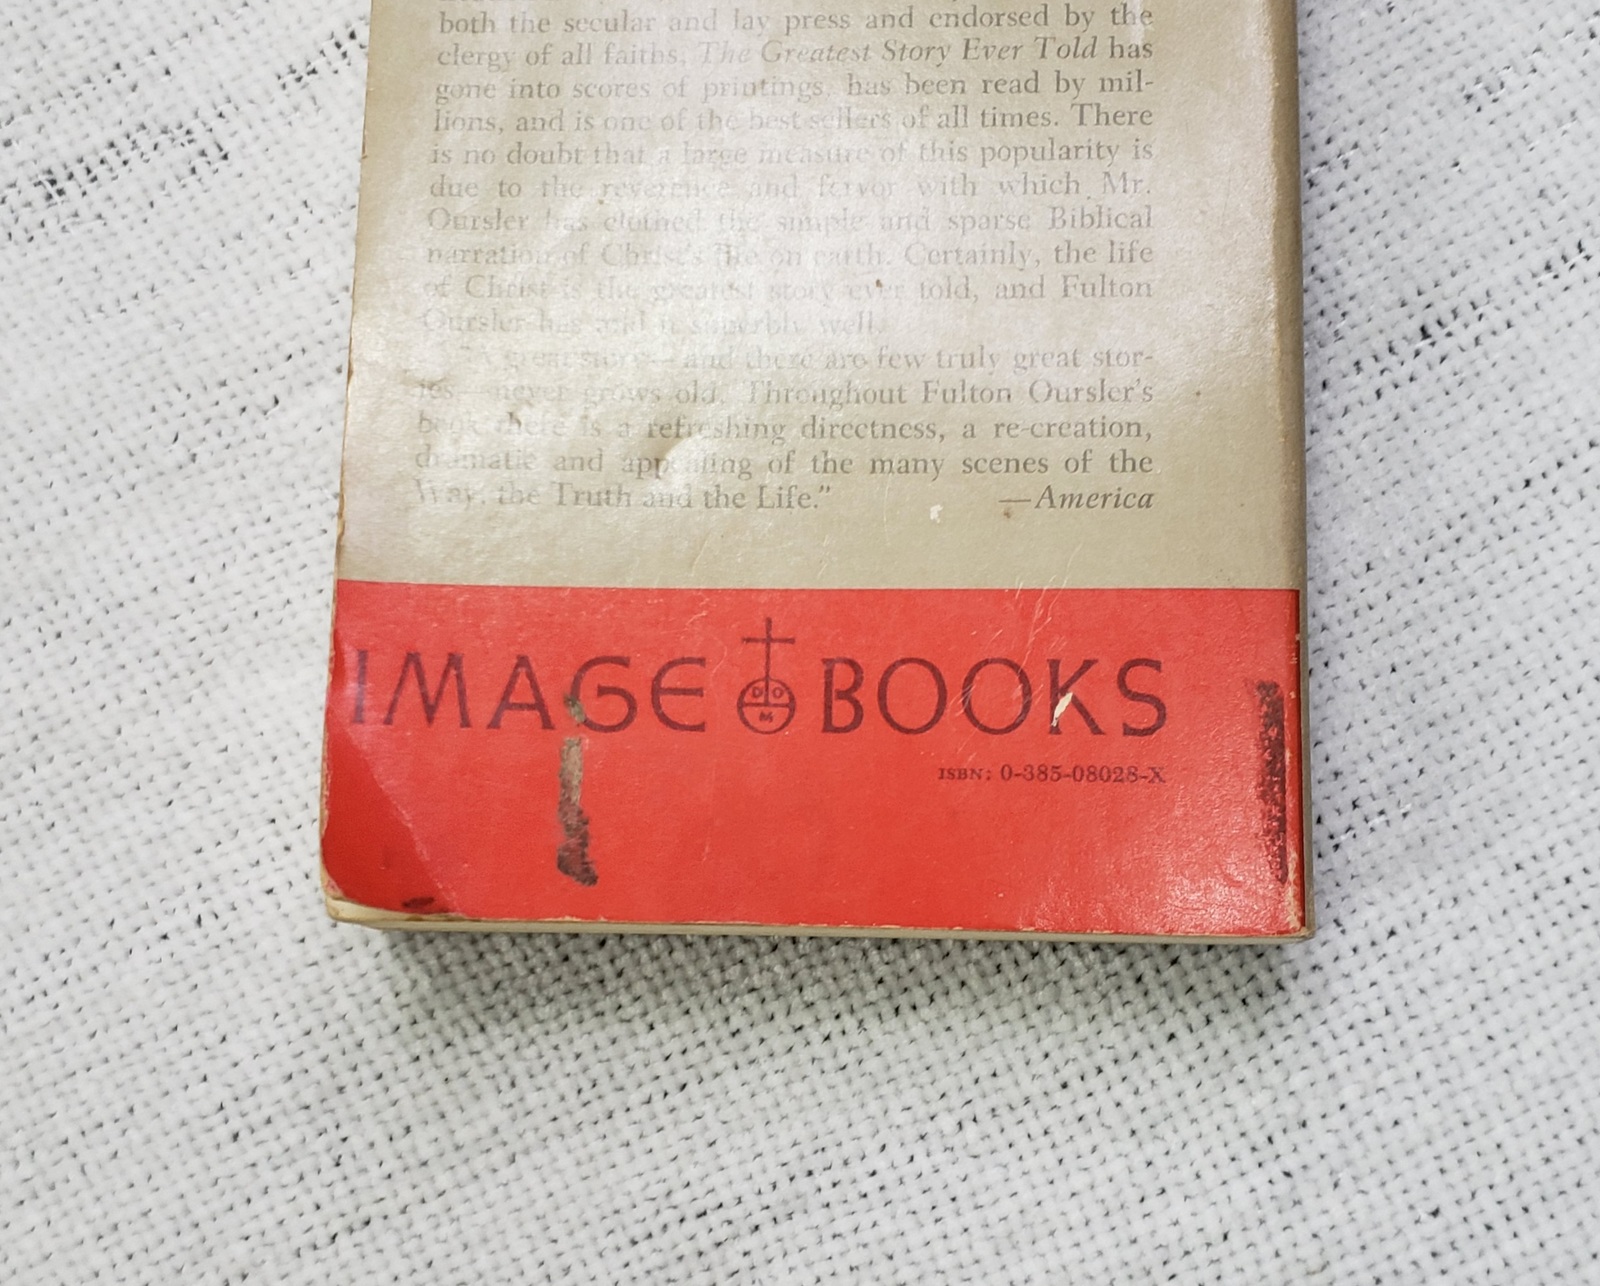 both the secular and lay press and endorsed by the
clergy of all faiths, The Greatest Story Ever Told has
gone into scores of printings, has been read by mil-
lions, and is one of the best sellers of all times. There
is no doubt that a large measure of this popularity is
due to the reverence and fervor with which Mr.
Oursler has clothed the simple and sparse Biblical
narration of Christ's life on earth. Certainly, the life
of Christ is the greatest story ever told, and Fulton
Oursler has told it superbly well.
"A great story—and there are few truly great stor-
ies—never grows old. Throughout Fulton Oursler's
book there is a refreshing directness, a re-creation,
dramatic and appealing of the many scenes of the
Way, the Truth and the Life." —America
IMAGE DOM BOOKS
ISBN: 0-385-08028-X